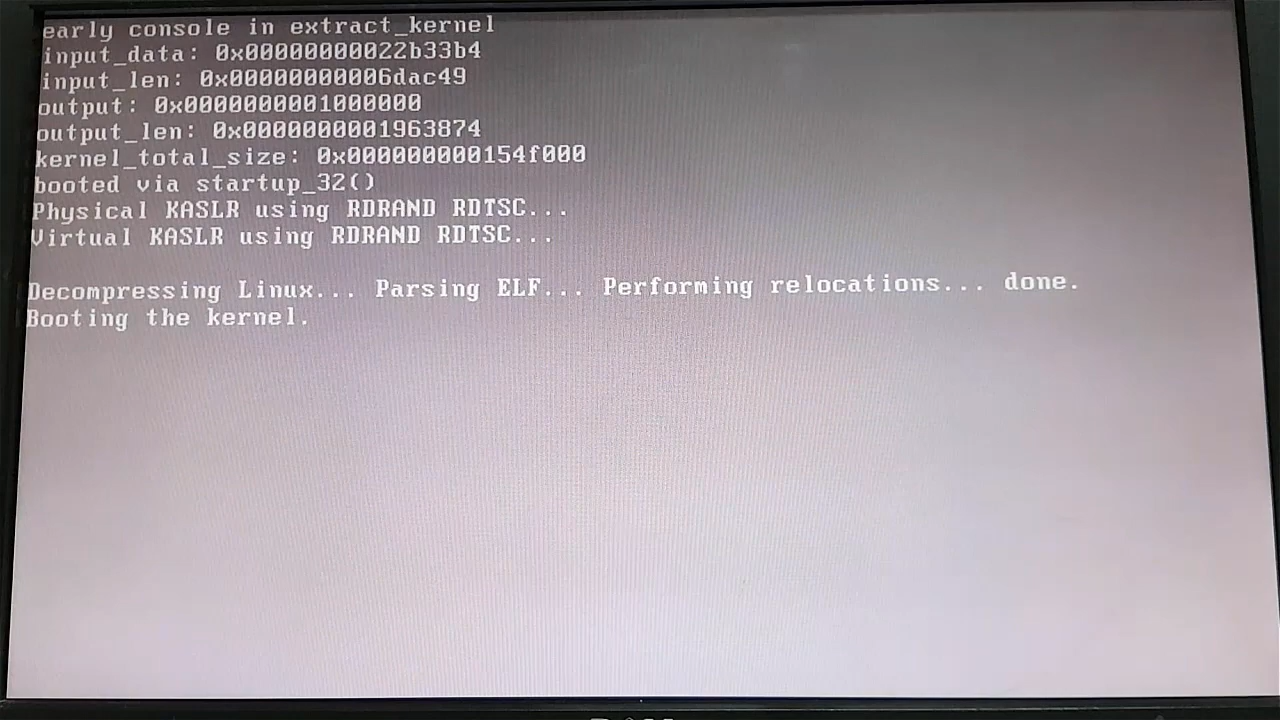 early console in extract_kernel
input_data: 0x00000000022b33b4
input_len: 0x00000000006dac49
output: 0x0000000001000000
output_len: 0x0000000001963874
kernel_total_size: 0x000000000154f000
booted via startup_32()
Physical KASLR using RDRAND RDTSC...
Virtual KASLR using RDRAND RDTSC...
Decompressing Linux... Parsing ELF... Performing relocations... done.
Booting the kernel.